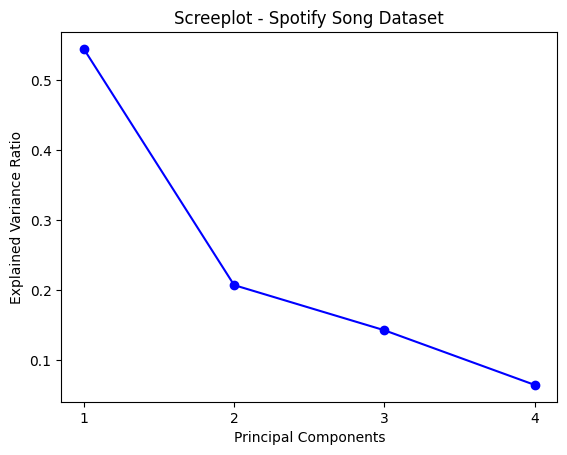 Screeplot - Spotify Song Dataset
Explained Variance Ratio
0.5
0.4
0.3
0.2
0.1
1 2 3 4
Principal Components